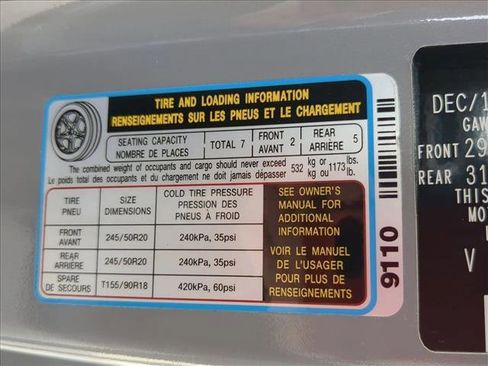 TIRE AND LOADING INFORMATION
RENSEIGNEMENTS SUR LES PNEUS ET LE CHARGEMENT
SEATING CAPACITY
NOMBRE DE PLACES
TOTAL 7
FRONT
AVANT 2
REAR
ARRIÈRE 5
The combined weight of occupants and cargo should never exceed 532 kg or 1173 lbs.
Le poids total des occupants et du chargement ne doit jamais dépasser kg ou lb.
TIRE
PNEU
SIZE
DIMENSIONS
COLD TIRE PRESSURE
PRESSION DES
PNEUS À FROID
FRONT
AVANT
245/50R20
240kPa, 35psi
REAR
ARRIÈRE
245/50R20
240kPa, 35psi
SPARE
DE SECOURS
T155/90R18
420kPa, 60psi
SEE OWNER'S
MANUAL FOR
ADDITIONAL
INFORMATION
VOIR LE MANUEL
DE L'USAGER
POUR PLUS DE
RENSEIGNEMENTS
9110
DEC/1
GAW
FRONT 29
REAR 31
THIS
MOT
V